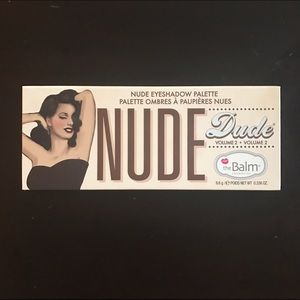 NUDE EYESHADOW PALETTE
PALETTE OMBRES À PAUPIÈRES NUES
NUDE
Dude
VOLUME 2 • VOLUME 2
theBalm